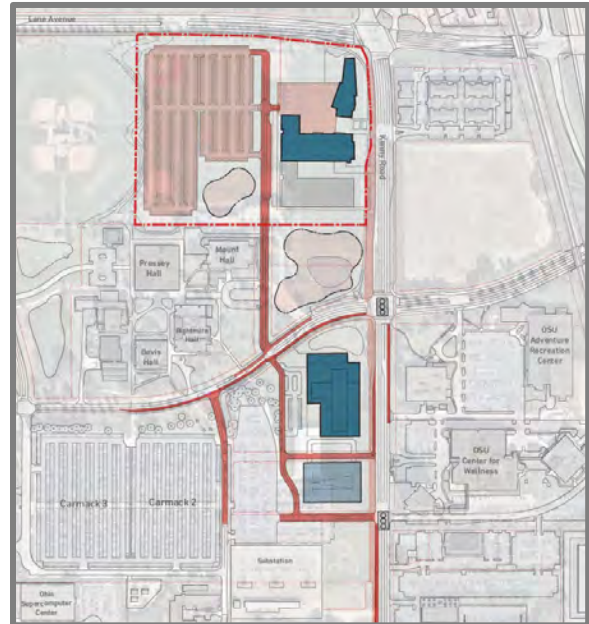 Lane Avenue
Kenny Road
Pressey
Hall
Mount
Hall
Nightmare
Hall
Davis
Hall
OSU
Adventure
Recreation
Center
OSU
Center for
Wellness
Carmack 3
Carmack 2
Substation
Ohio
Supercomputer
Center